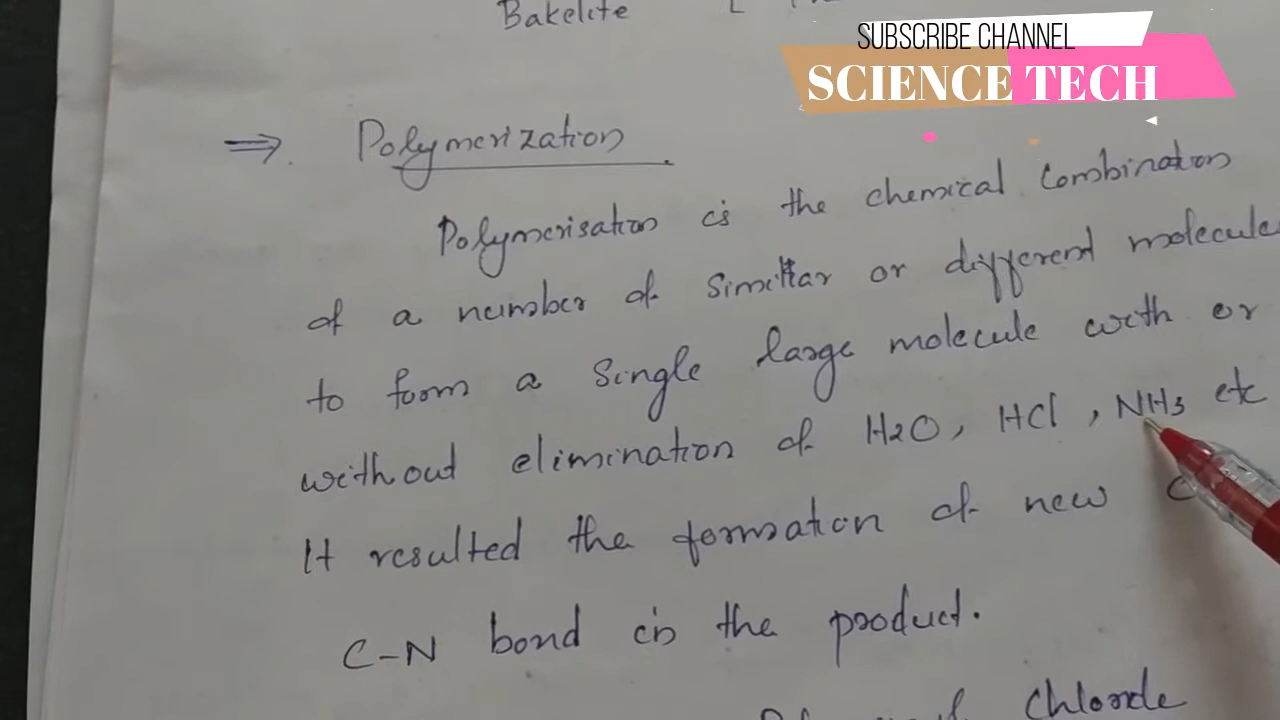 Bakelite
SUBSCRIBE CHANNEL
SCIENCE TECH
⇒ Polymerization
Polymerisation is the chemical Combination
of a number of similar or different molecule
to form a single large molecule with or
without elimination of H2O, HCl, NH3 etc
It resulted the formation of new C
C-N bond in the product.
Chloride